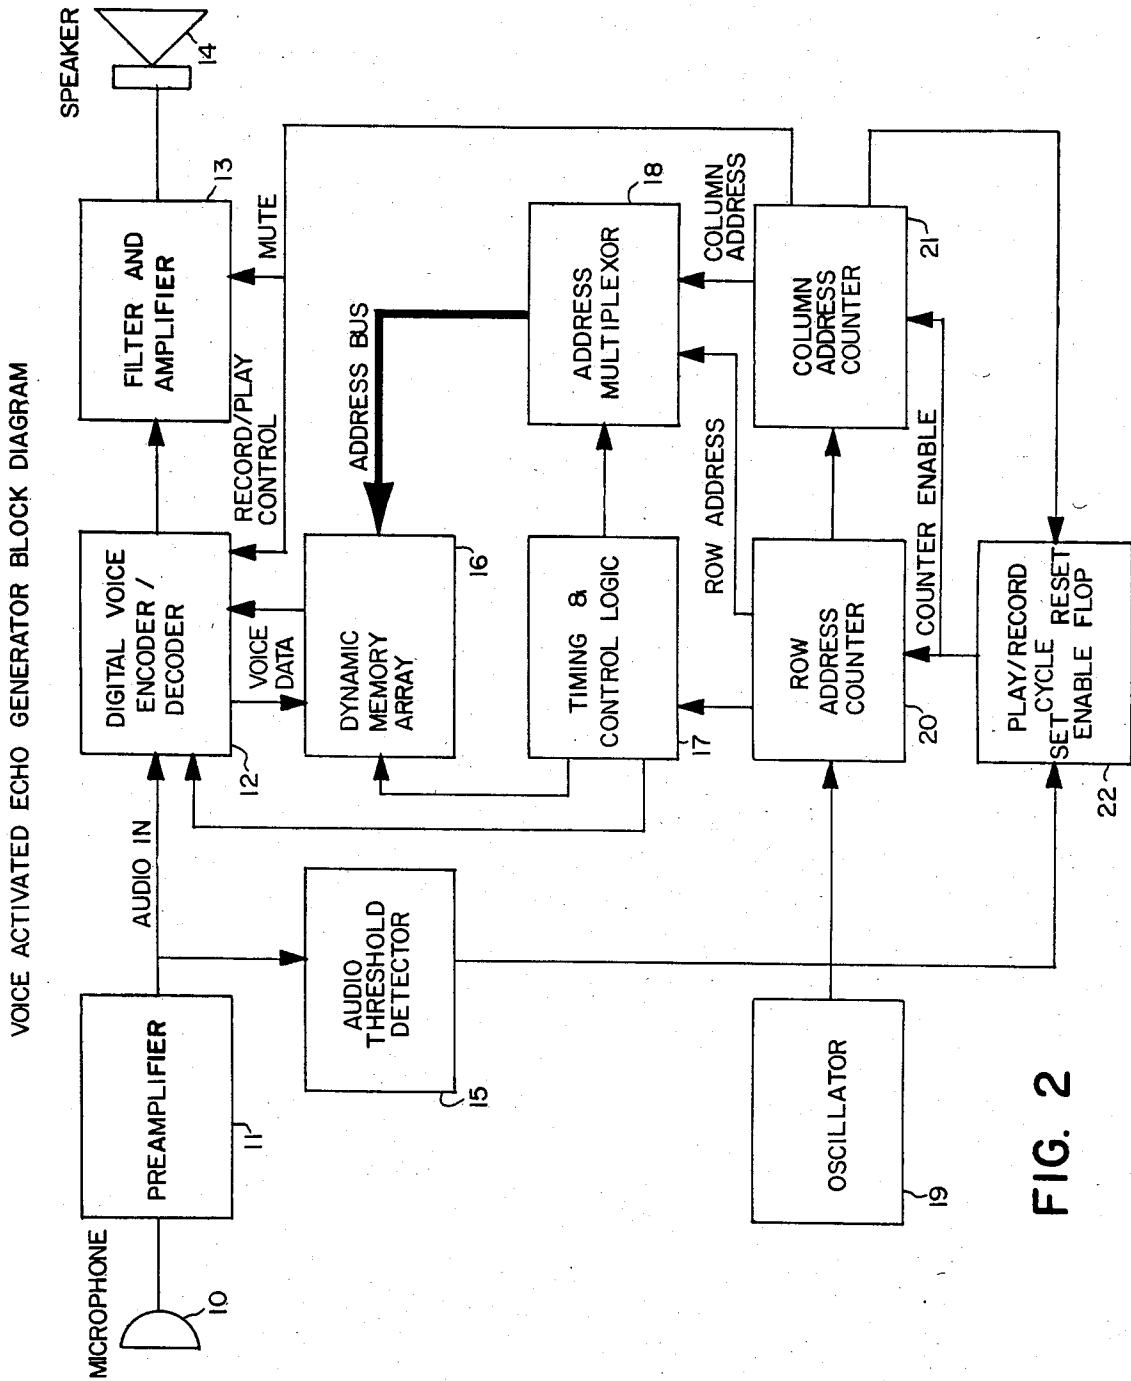 VOICE ACTIVATED ECHO GENERATOR BLOCK DIAGRAM
MICROPHONE
10
PREAMPLIFIER
11
AUDIO IN
DIGITAL VOICE
ENCODER /
DECODER
12
FILTER AND
AMPLIFIER
13
SPEAKER
14
MUTE
RECORD/PLAY
CONTROL
VOICE
DATA
AUDIO
THRESHOLD
DETECTOR
15
DYNAMIC
MEMORY
ARRAY
16
ADDRESS BUS
TIMING &
CONTROL LOGIC
17
ADDRESS
MULTIPLEXOR
18
ROW ADDRESS
COLUMN
ADDRESS
OSCILLATOR
19
ROW
ADDRESS
COUNTER
20
COLUMN
ADDRESS
COUNTER
21
COUNTER ENABLE
PLAY/RECORD
SET CYCLE RESET
ENABLE FLOP
22
FIG. 2